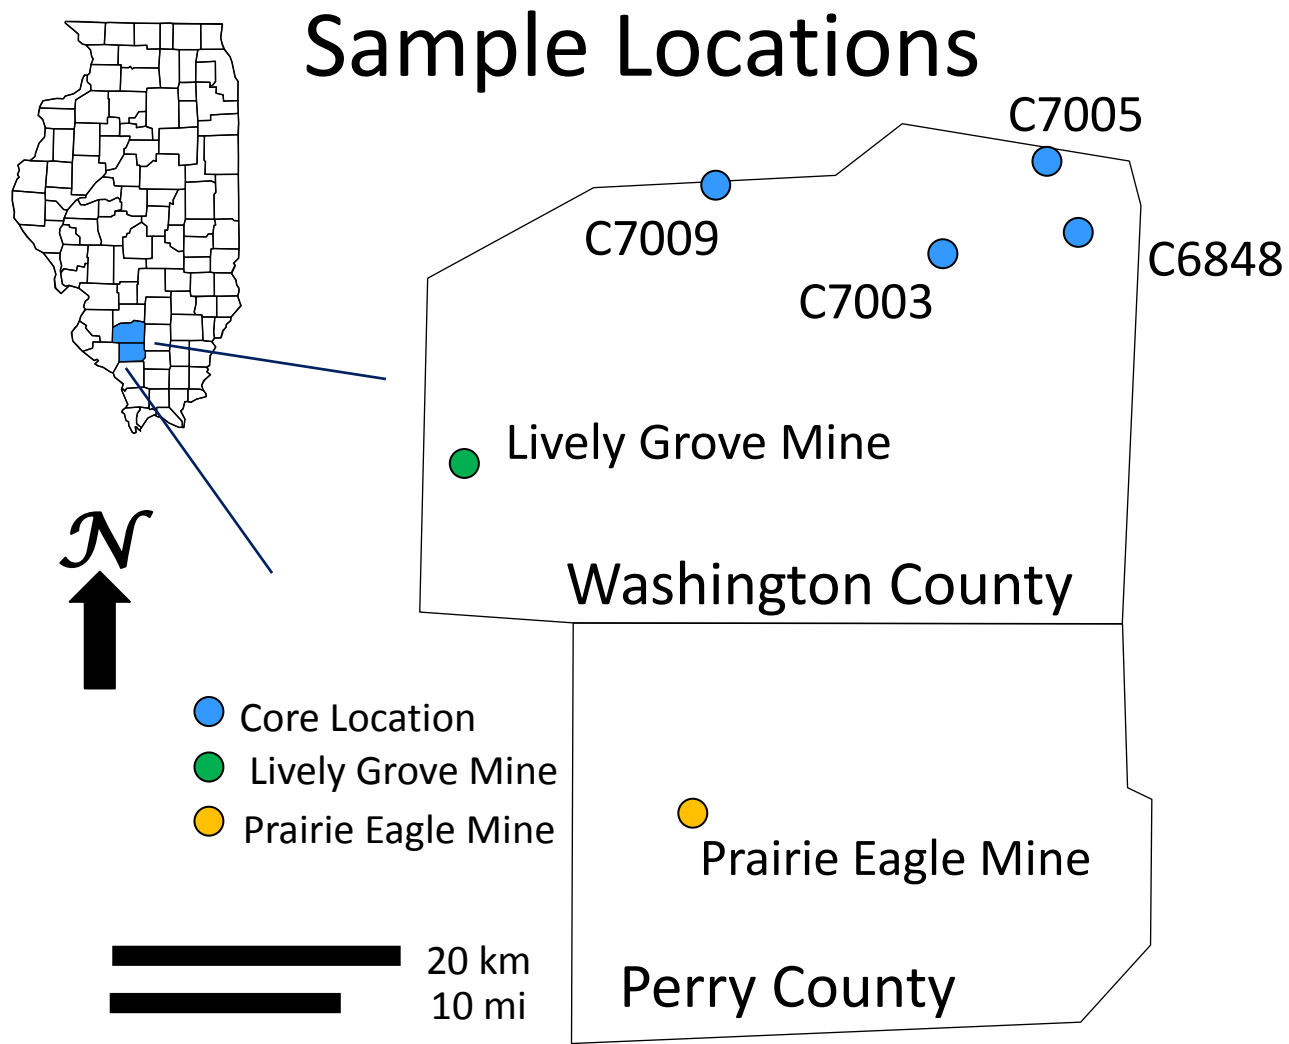 Sample Locations
C7005
C7009
C6848
C7003
Lively Grove Mine
N
Washington County
Core Location
Lively Grove Mine
Prairie Eagle Mine
Prairie Eagle Mine
20 km
10 mi
Perry County